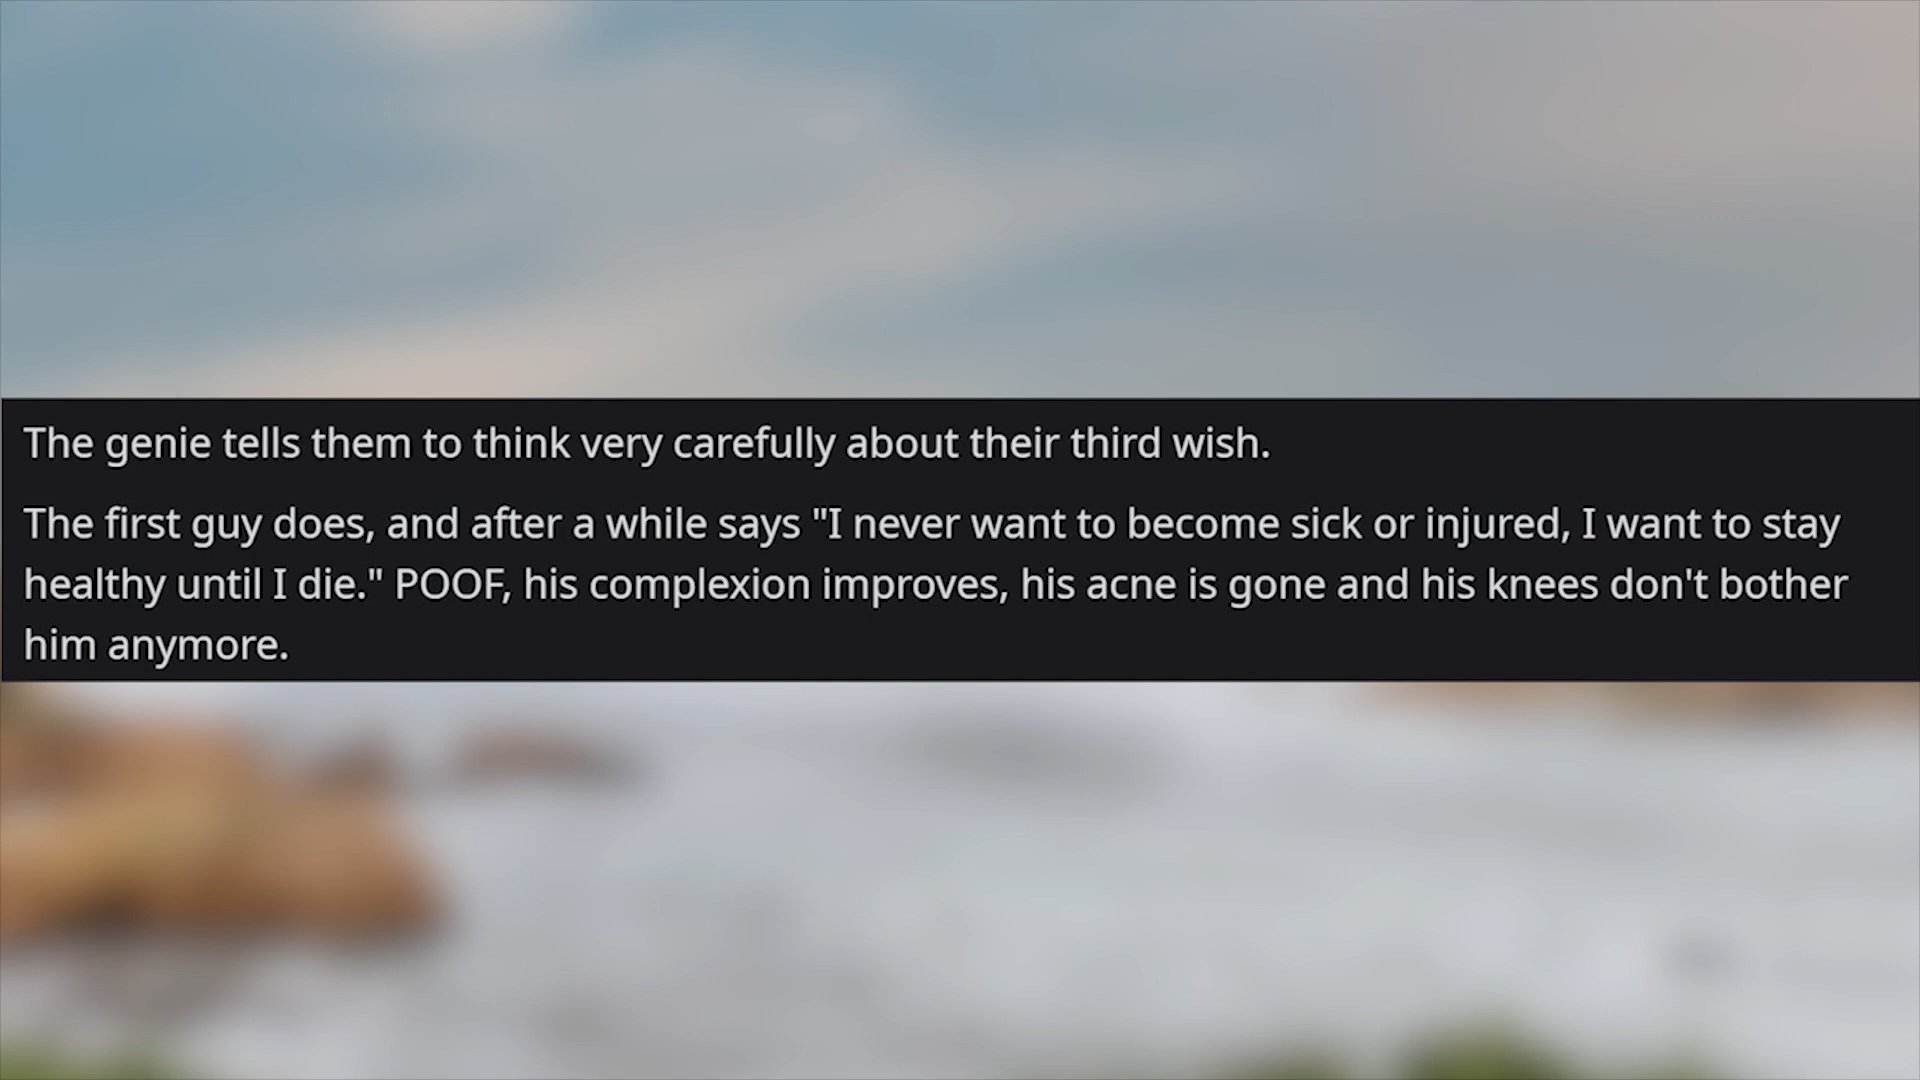 The genie tells them to think very carefully about their third wish.
The first guy does, and after a while says "I never want to become sick or injured, I want to stay
healthy until I die." POOF, his complexion improves, his acne is gone and his knees don't bother
him anymore.